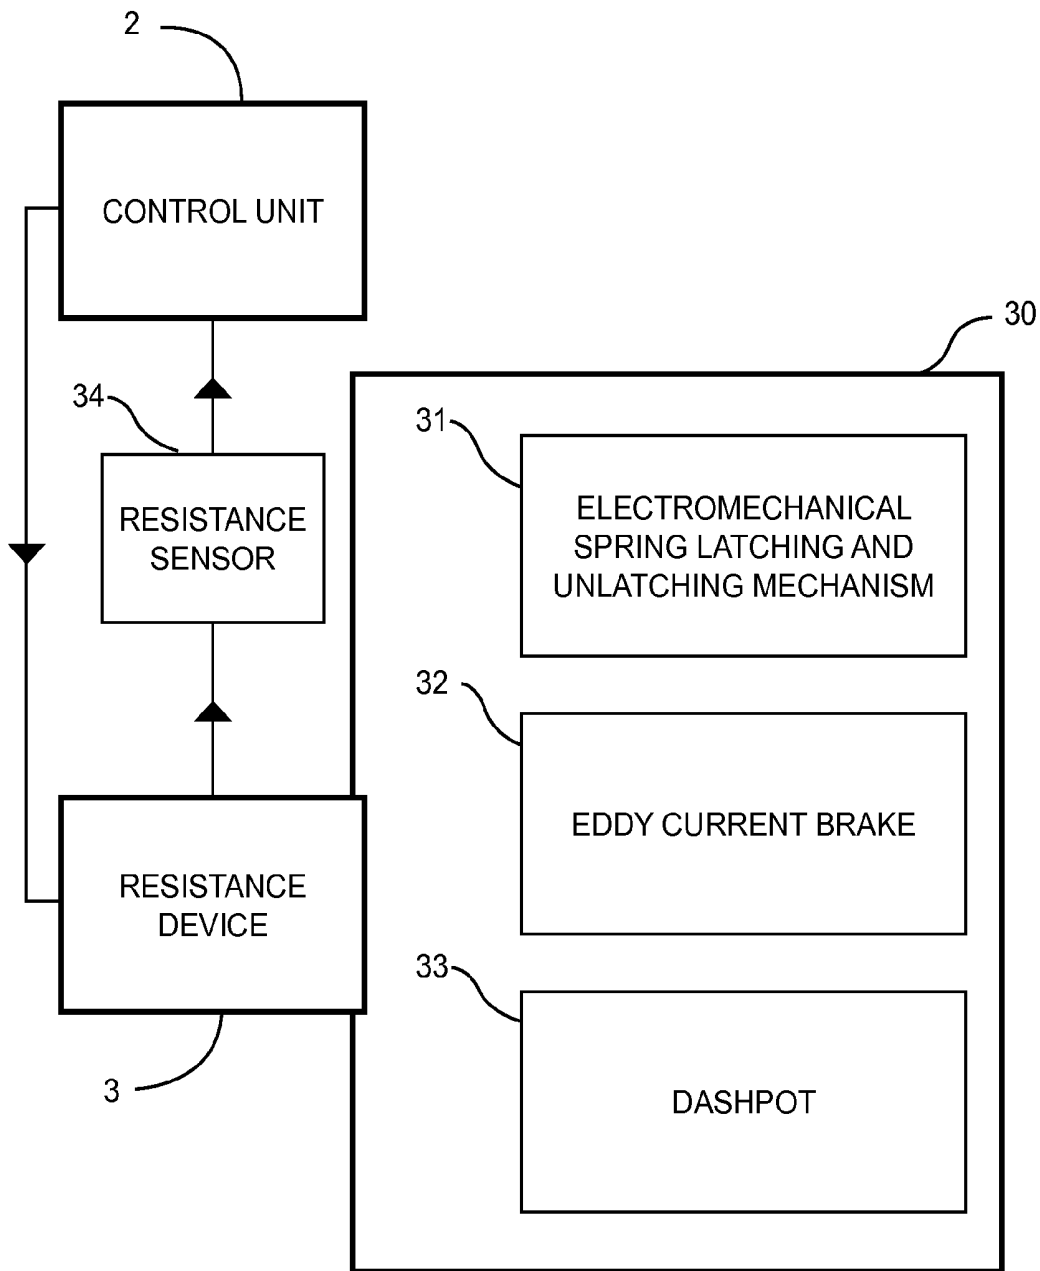 2
CONTROL UNIT
30
34
31
RESISTANCE
SENSOR
ELECTROMECHANICAL
SPRING LATCHING AND
UNLATCHING MECHANISM
32
EDDY CURRENT BRAKE
RESISTANCE
DEVICE
33
3
DASHPOT